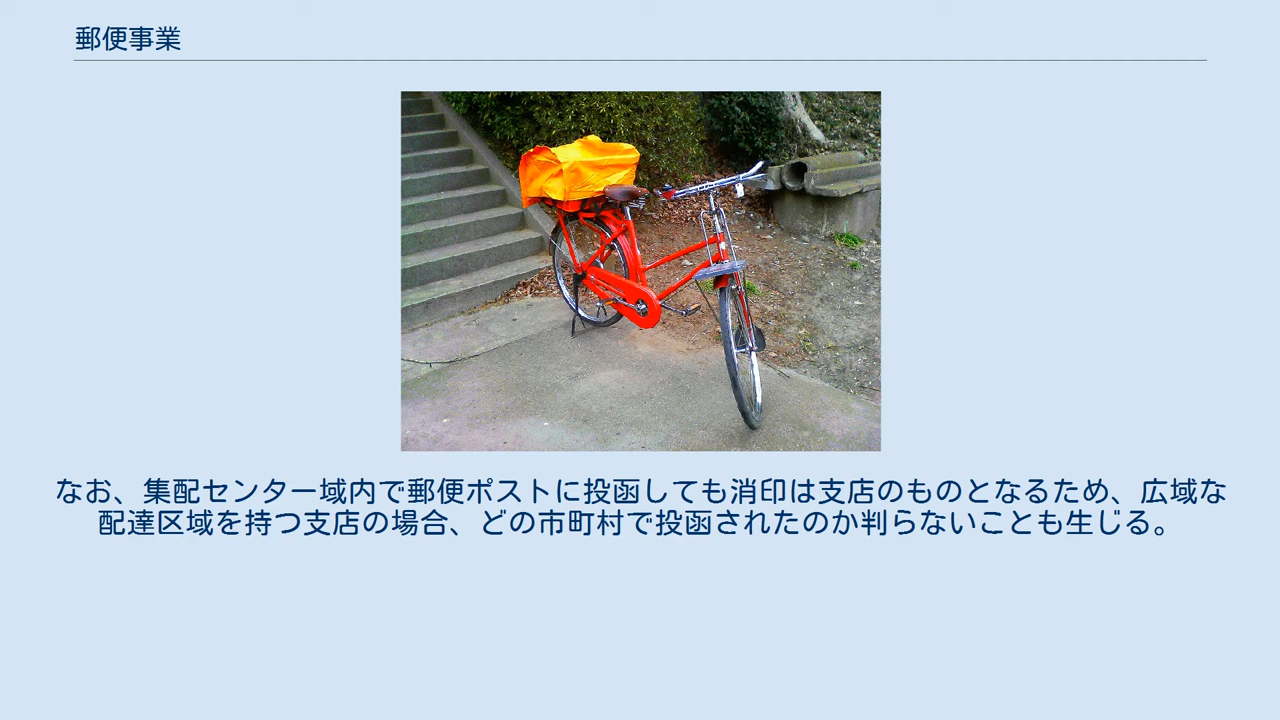 郵便事業
なお、集配センター域内で郵便ポストに投函しても消印は支店のものとなるため、広域な
配達区域を持つ支店の場合、どの市町村で投函されたのか判らないことも生じる。